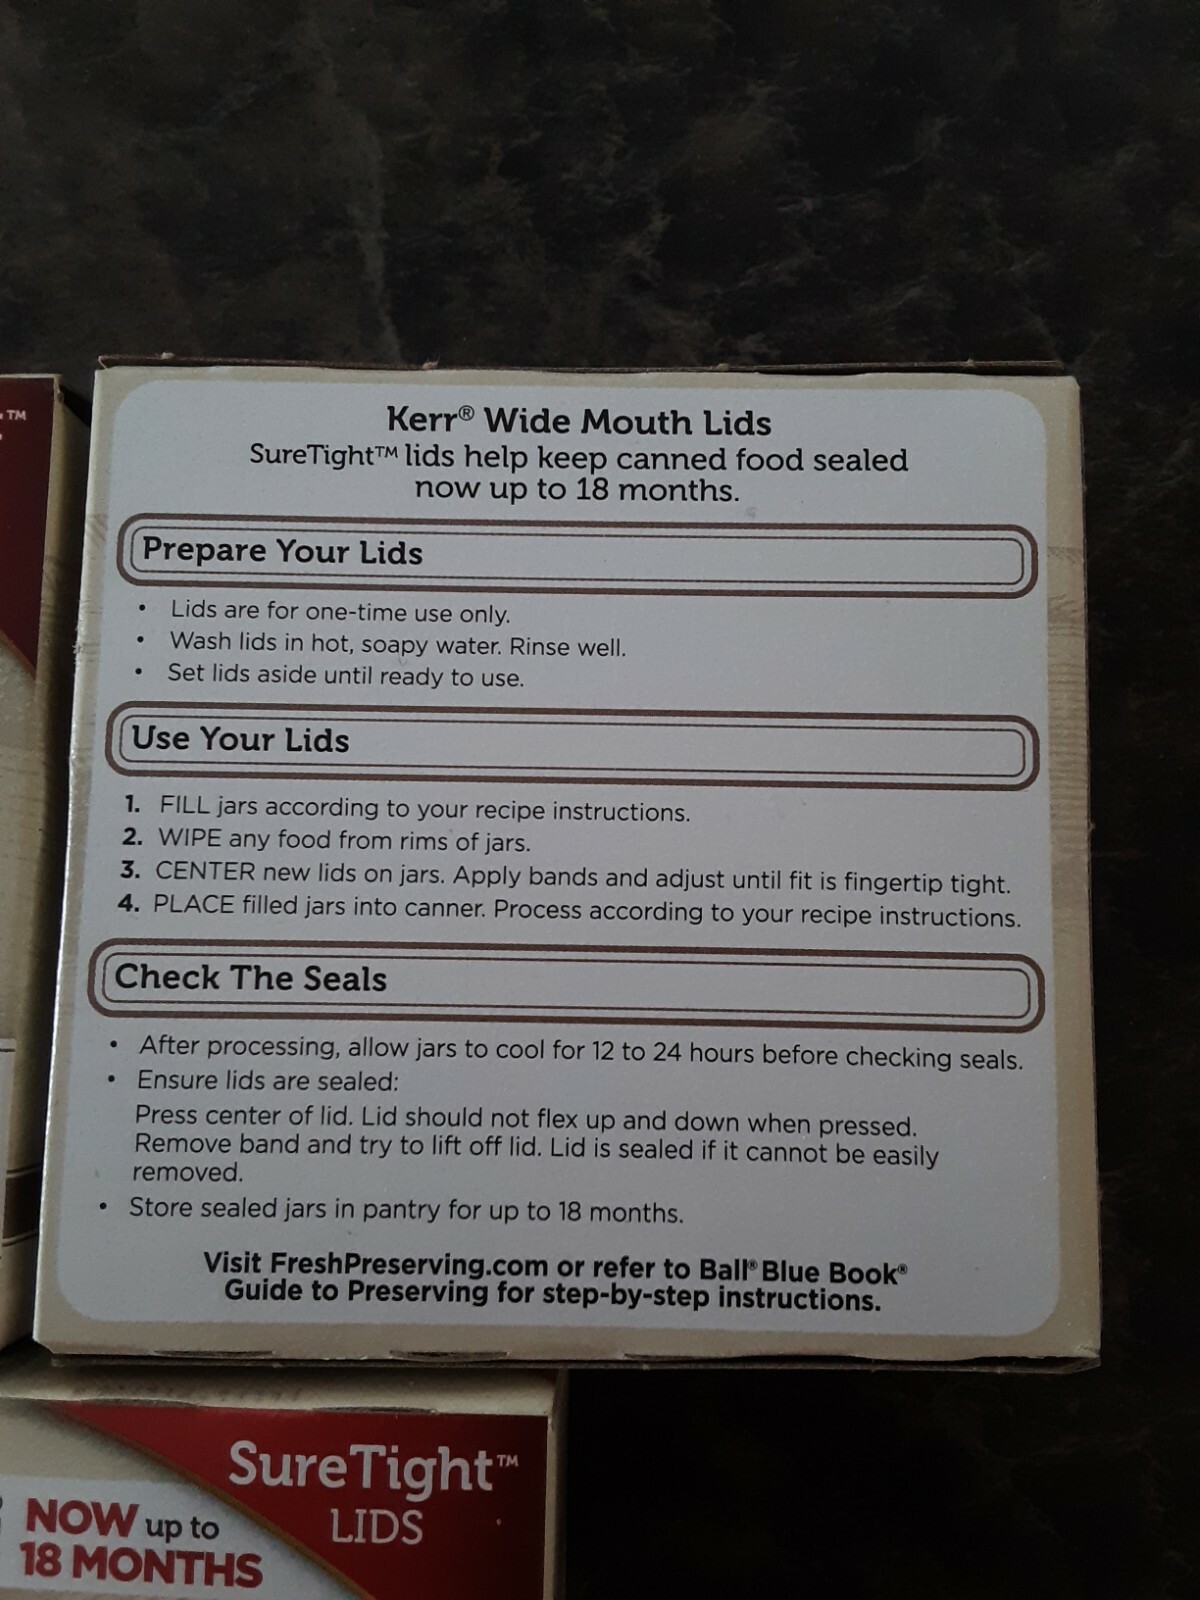 ™
Kerr® Wide Mouth Lids
SureTight™ lids help keep canned food sealed
now up to 18 months.
Prepare Your Lids
• Lids are for one-time use only.
• Wash lids in hot, soapy water. Rinse well.
• Set lids aside until ready to use.
Use Your Lids
1. FILL jars according to your recipe instructions.
2. WIPE any food from rims of jars.
3. CENTER new lids on jars. Apply bands and adjust until fit is fingertip tight.
4. PLACE filled jars into canner. Process according to your recipe instructions.
Check The Seals
• After processing, allow jars to cool for 12 to 24 hours before checking seals.
• Ensure lids are sealed:
Press center of lid. Lid should not flex up and down when pressed.
Remove band and try to lift off lid. Lid is sealed if it cannot be easily
removed.
• Store sealed jars in pantry for up to 18 months.
Visit FreshPreserving.com or refer to Ball® Blue Book®
Guide to Preserving for step-by-step instructions.
SureTight™
LIDS
NOW up to
18 MONTHS